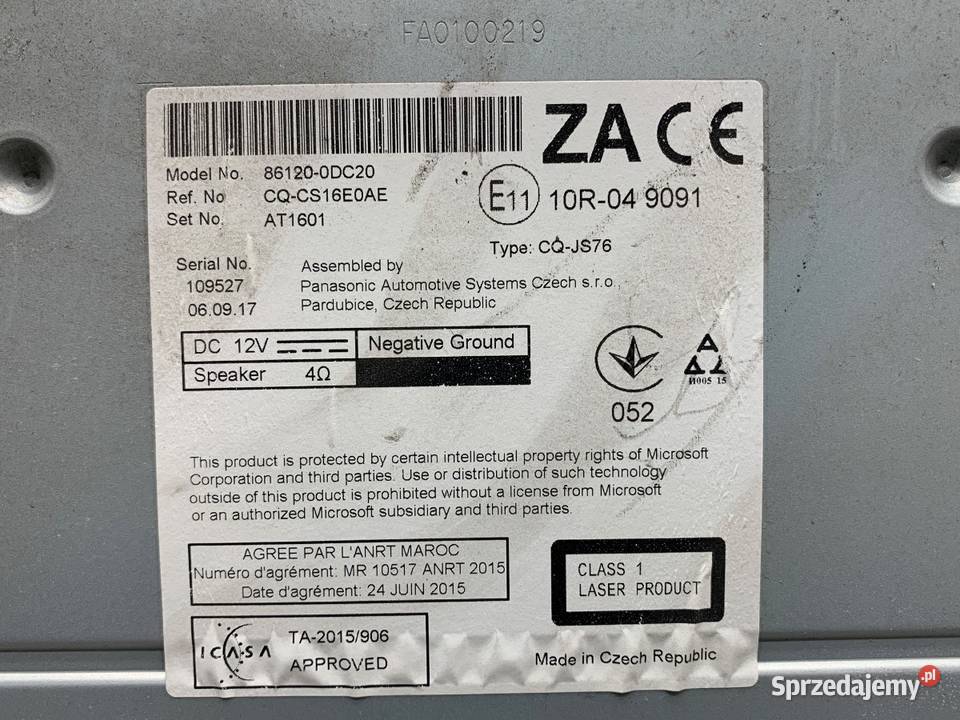 FA0100219
ZA CE
Model No. 86120-0DC20
Ref. No CQ-CS16E0AE
Set No. AT1601
E11 10R-04 9091
Type: CQ-JS76
Serial No.
109527
06.09.17
Assembled by
Panasonic Automotive Systems Czech s.r.o.,
Pardubice, Czech Republic
DC 12V Negative Ground
Speaker 4Ω
052
И005 15
This product is protected by certain intellectual property rights of Microsoft
Corporation and third parties. Use or distribution of such technology
outside of this product is prohibited without a license from Microsoft
or an authorized Microsoft subsidiary and third parties.
AGREE PAR L'ANRT MAROC
Numéro d'agrément: MR 10517 ANRT 2015
Date d'agrément: 24 JUIN 2015
CLASS 1
LASER PRODUCT
ICASA
TA-2015/906
APPROVED
Made in Czech Republic
Sprzedajemy.pl